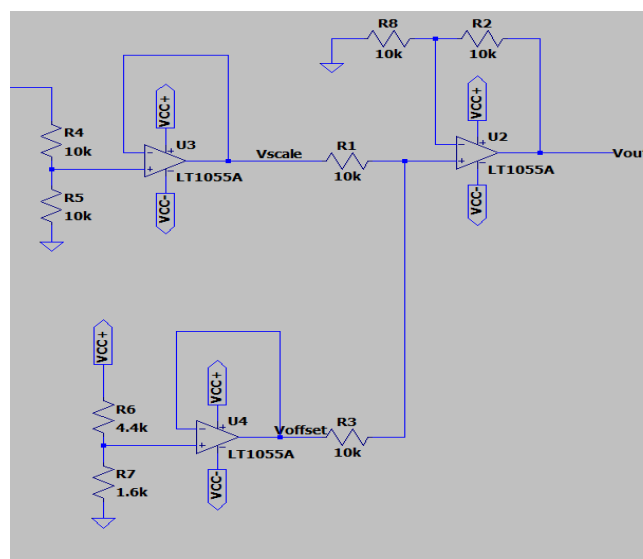 R8
R2
10k
10k
VCC+
VCC+
R4
U3
U2
10k
Vscale
R1
Vout
R5
LT1055A
10k
LT1055A
10k
VCC-
VCC-
VCC+
VCC+
R6
U4
4.4k
Voffset
R3
R7
LT1055A
10k
1.6k
VCC-